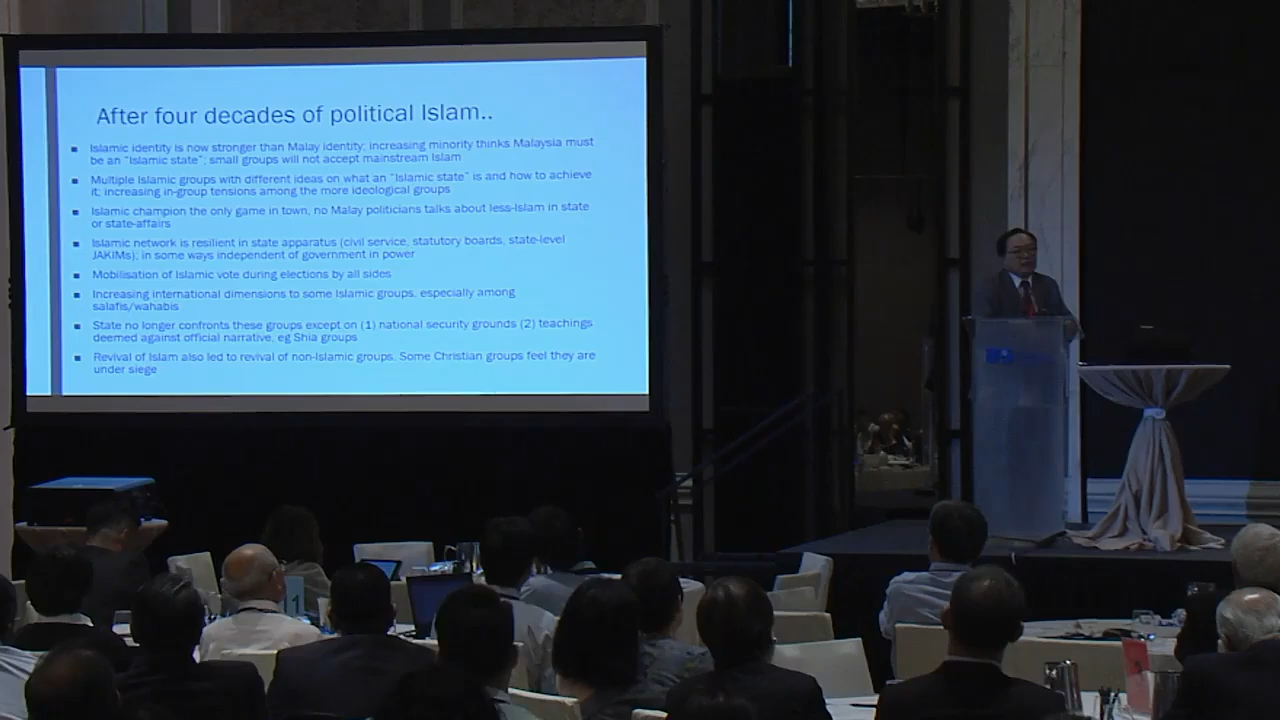 After four decades of political Islam..
Islamic identity is now stronger than Malay identity; increasing minority thinks Malaysia must
be an "Islamic state"; small groups will not accept mainstream Islam
Multiple Islamic groups with different ideas on what an "Islamic state" is and how to achieve
it; increasing in-group tensions among the more ideological groups
Islamic champion the only game in town, no Malay politicians talks about less-Islam in state
or state-affairs
Islamic network is resilient in state apparatus (civil service, statutory boards, state-level
JAKIMs); in some ways independent of government in power
Mobilisation of Islamic vote during elections by all sides
Increasing international dimensions to some Islamic groups, especially among
salafis/wahabis
State no longer confronts these groups except on (1) national security grounds (2) teachings
deemed against official narrative, eg Shia groups
Revival of Islam also led to revival of non-Islamic groups. Some Christian groups feel they are
under siege
1